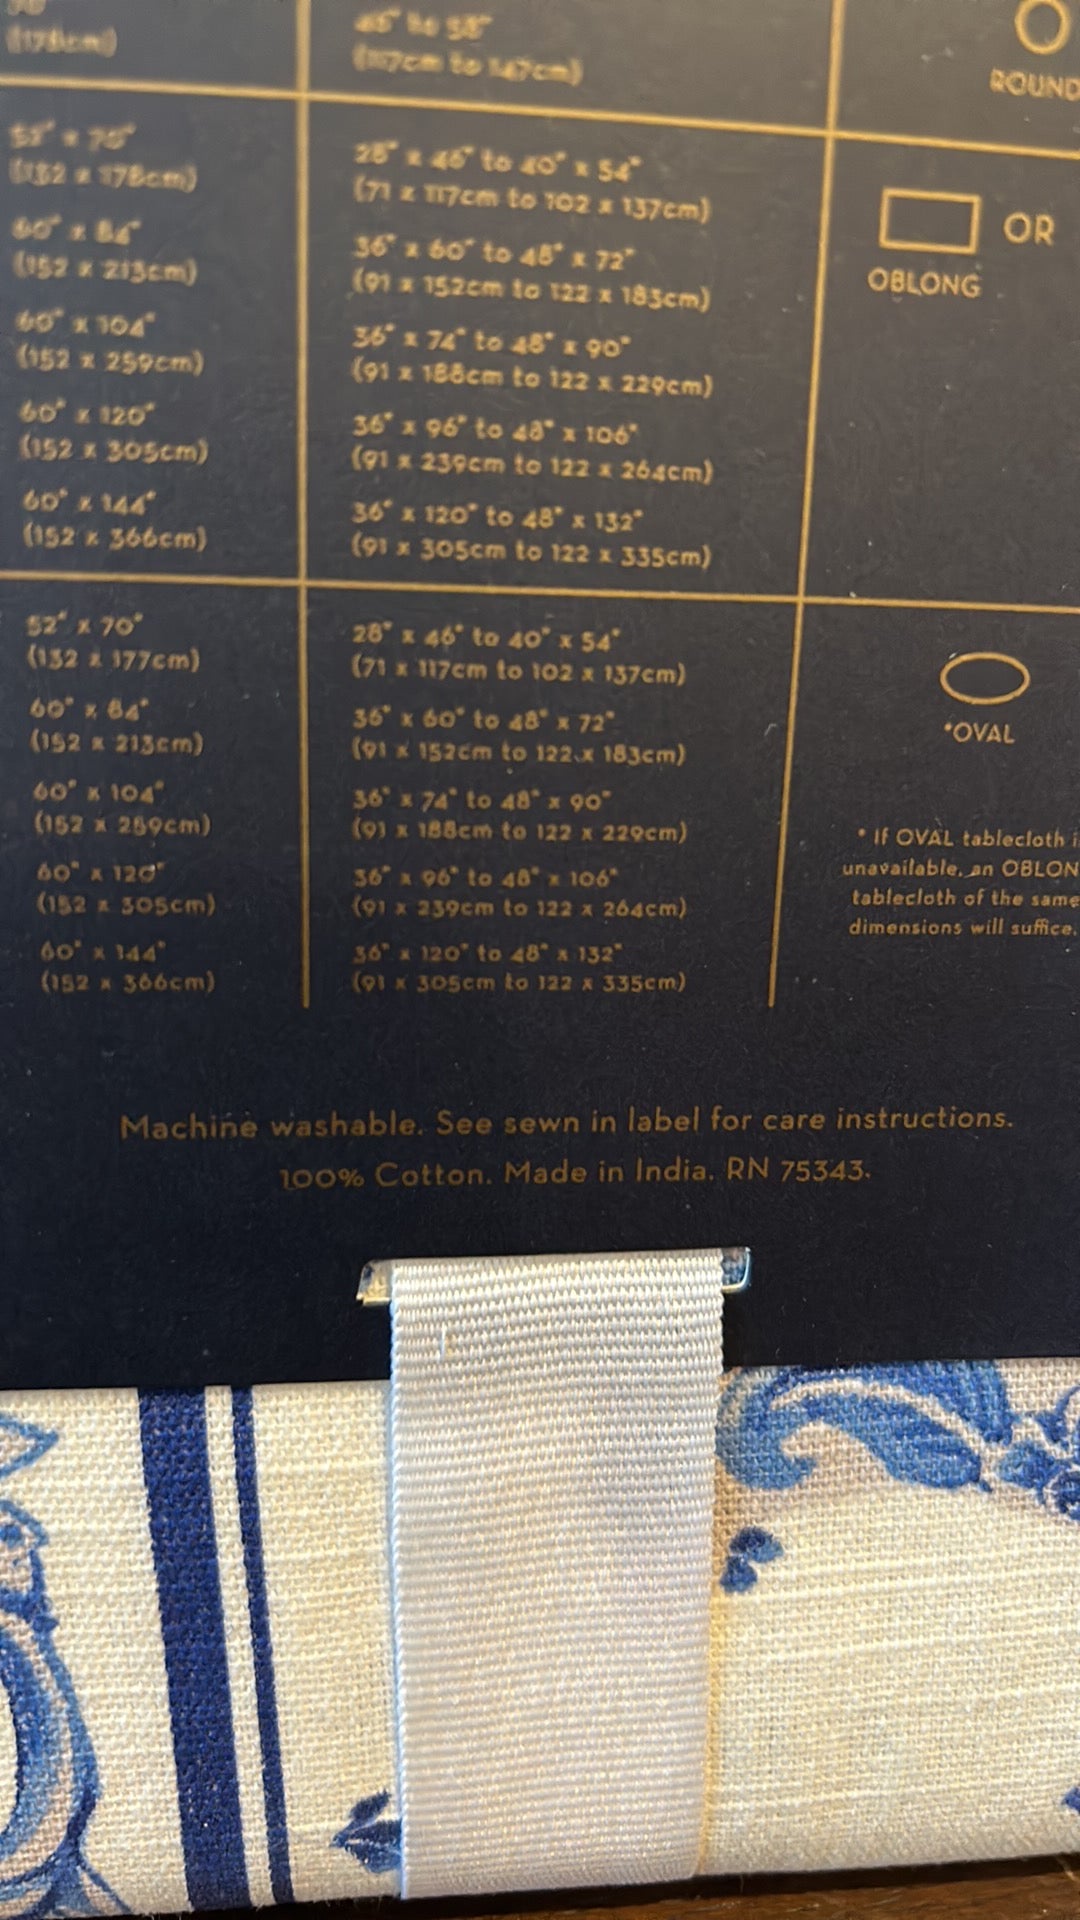 (178cm)
46" to 58"
(117cm to 147cm)
ROUND
52" x 70"
(132 x 178cm)
60" x 84"
(152 x 213cm)
60" x 104"
(152 x 259cm)
60" x 120"
(152 x 305cm)
60" x 144"
(152 x 366cm)
28" x 46" to 40" x 54"
(71 x 117cm to 102 x 137cm)
36" x 60" to 48" x 72"
(91 x 152cm to 122 x 183cm)
36" x 74" to 48" x 90"
(91 x 188cm to 122 x 229cm)
36" x 96" to 48" x 106"
(91 x 239cm to 122 x 264cm)
36" x 120" to 48" x 132"
(91 x 305cm to 122 x 335cm)
OR
OBLONG
52" x 70"
(132 x 177cm)
60" x 84"
(152 x 213cm)
60" x 104"
(152 x 259cm)
60" x 120"
(152 x 305cm)
60" x 144"
(152 x 366cm)
28" x 46" to 40" x 54"
(71 x 117cm to 102 x 137cm)
36" x 60" to 48" x 72"
(91 x 152cm to 122 x 183cm)
36" x 74" to 48" x 90"
(91 x 188cm to 122 x 229cm)
36" x 96" to 48" x 106"
(91 x 239cm to 122 x 264cm)
36" x 120" to 48" x 132"
(91 x 305cm to 122 x 335cm)
*OVAL
* If OVAL tablecloth i
unavailable, an OBLON
tablecloth of the same
dimensions will suffice.
Machine washable. See sewn in label for care instructions.
100% Cotton. Made in India. RN 75343.